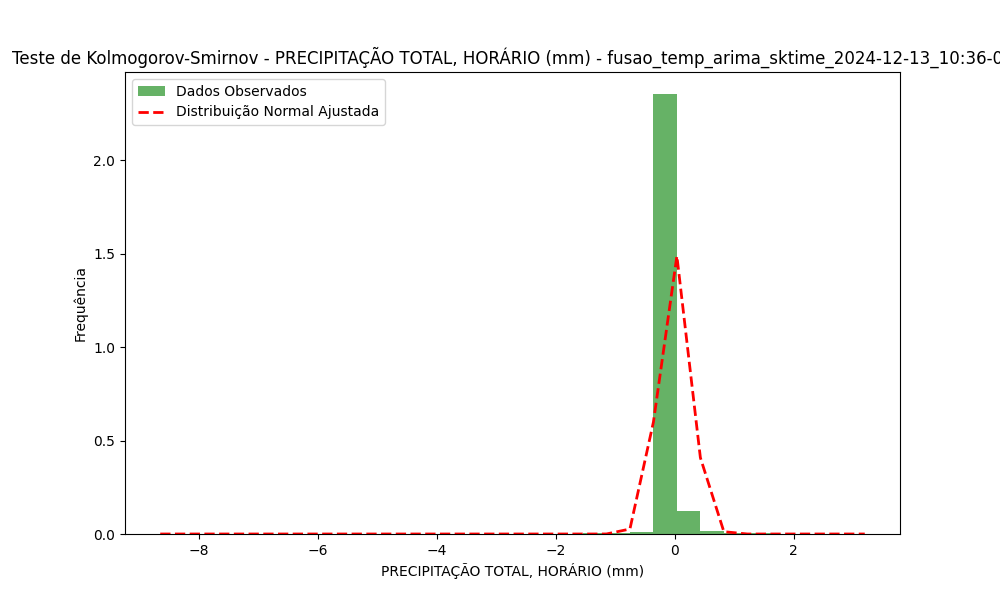 Teste de Kolmogorov-Smirnov - PRECIPITAÇÃO TOTAL, HORÁRIO (mm) - fusao_temp_arima_sktime_2024-12-13_10:36-0
Dados Observados
Distribuição Normal Ajustada
Frequência
2.0
1.5
1.0
0.5
0.0
−8
−6
−4
−2
0
2
PRECIPITAÇÃO TOTAL, HORÁRIO (mm)